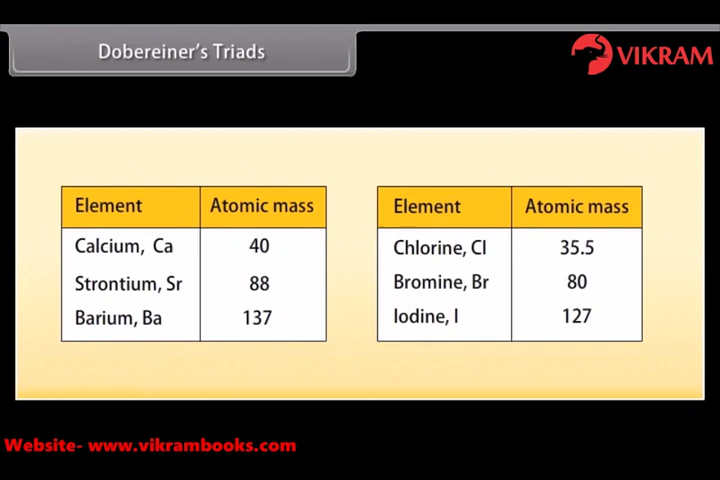 Dobereiner's Triads
VIKRAM
Element Atomic mass
Calcium, Ca 40
Strontium, Sr 88
Barium, Ba 137
Element Atomic mass
Chlorine, Cl 35.5
Bromine, Br 80
Iodine, I 127
Website- www.vikrambooks.com